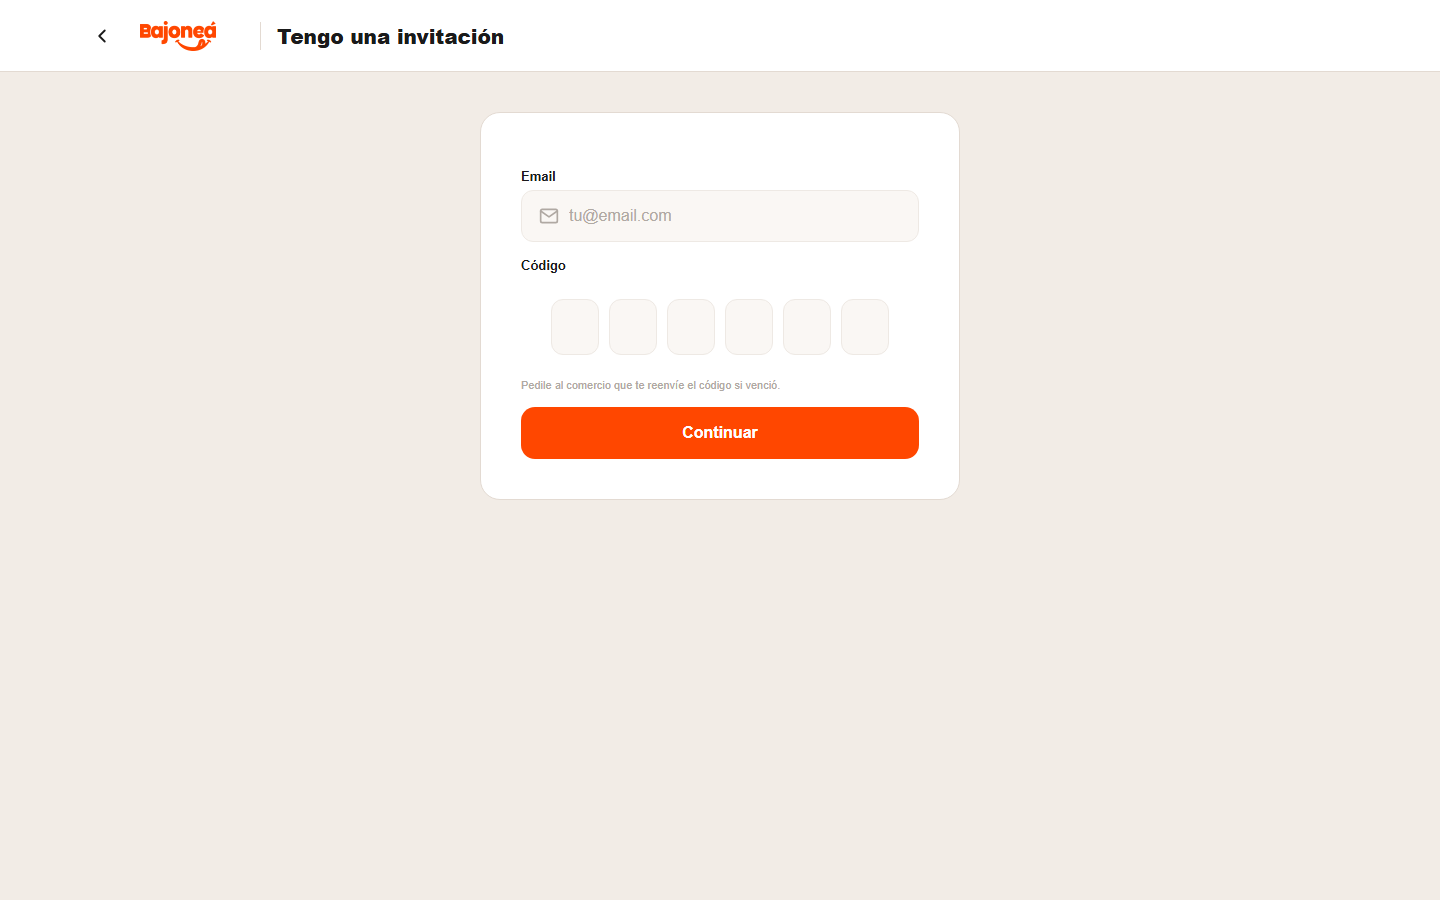 Bajoneá
Tengo una invitación
Email
tu@email.com
Código
Pedile al comercio que te reenvíe el código si venció.
Continuar